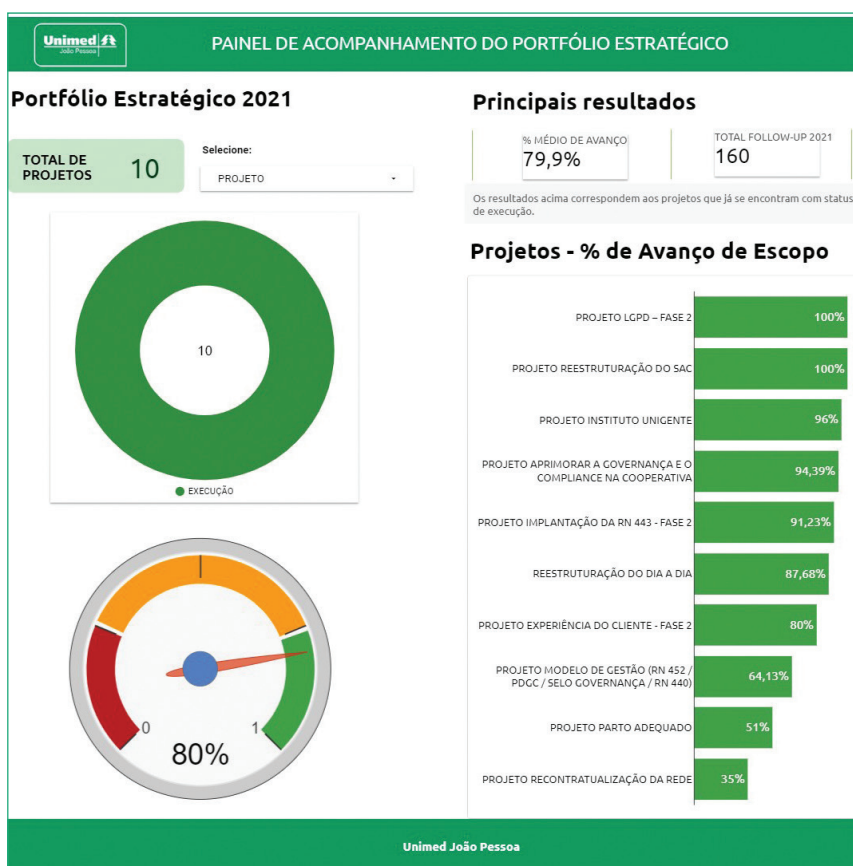 Unimed
João Pessoa
PAINEL DE ACOMPANHAMENTO DO PORTFÓLIO ESTRATÉGICO
Portfólio Estratégico 2021
TOTAL DE
PROJETOS
10
Selecione:
PROJETO
10
EXECUÇÃO
0
1
80%
Principais resultados
% MÉDIO DE AVANÇO
79,9%
TOTAL FOLLOW-UP 2021
160
Os resultados acima correspondem aos projetos que já se encontram com status
de execução.
Projetos - % de Avanço de Escopo
PROJETO LGPD – FASE 2
100%
PROJETO REESTRUTURAÇÃO DO SAC
100%
PROJETO INSTITUTO UNIGENTE
96%
PROJETO APRIMORAR A GOVERNANÇA E O
COMPLIANCE NA COOPERATIVA
94,39%
PROJETO IMPLANTAÇÃO DA RN 443 - FASE 2
91,23%
REESTRUTURAÇÃO DO DIA A DIA
87,68%
PROJETO EXPERIÊNCIA DO CLIENTE - FASE 2
80%
PROJETO MODELO DE GESTÃO (RN 452 /
PDGC / SELO GOVERNANÇA / RN 440)
64,13%
PROJETO PARTO ADEQUADO
51%
PROJETO RECONTRATUALIZAÇÃO DA REDE
35%
Unimed João Pessoa